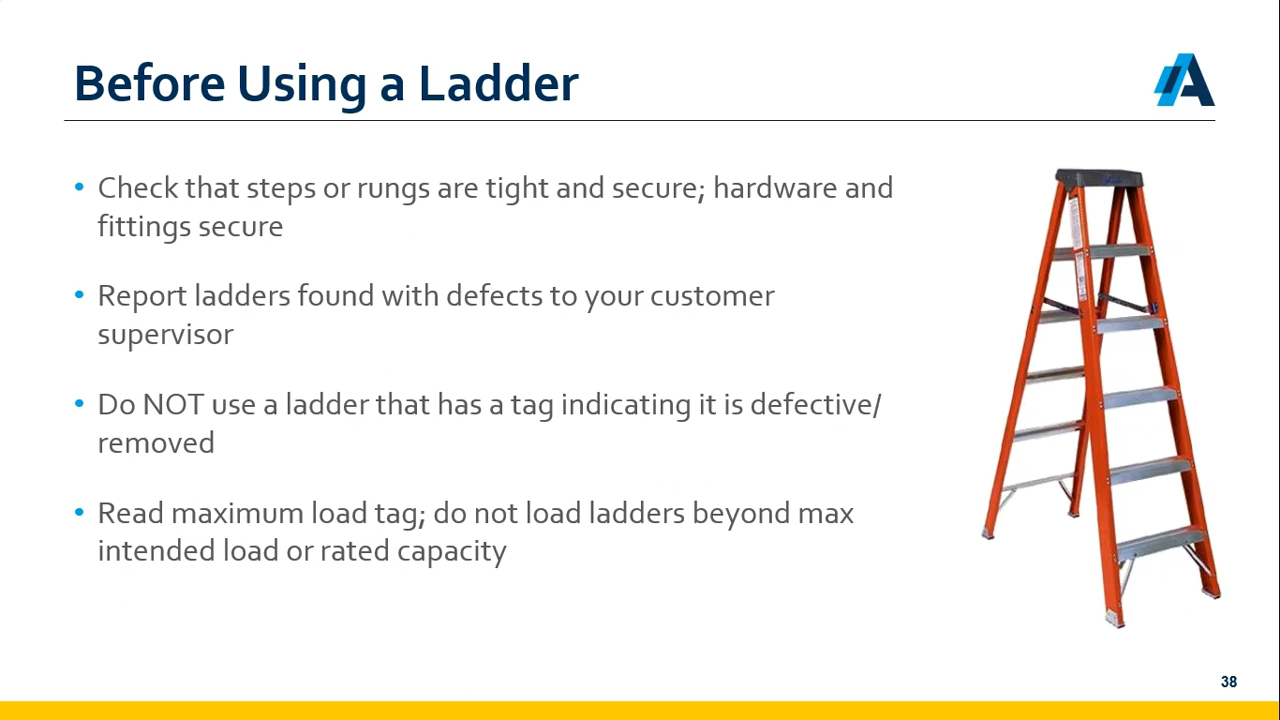 Before Using a Ladder
• Check that steps or rungs are tight and secure; hardware and
fittings secure
• Report ladders found with defects to your customer
supervisor
• Do NOT use a ladder that has a tag indicating it is defective/
removed
• Read maximum load tag; do not load ladders beyond max
intended load or rated capacity
38